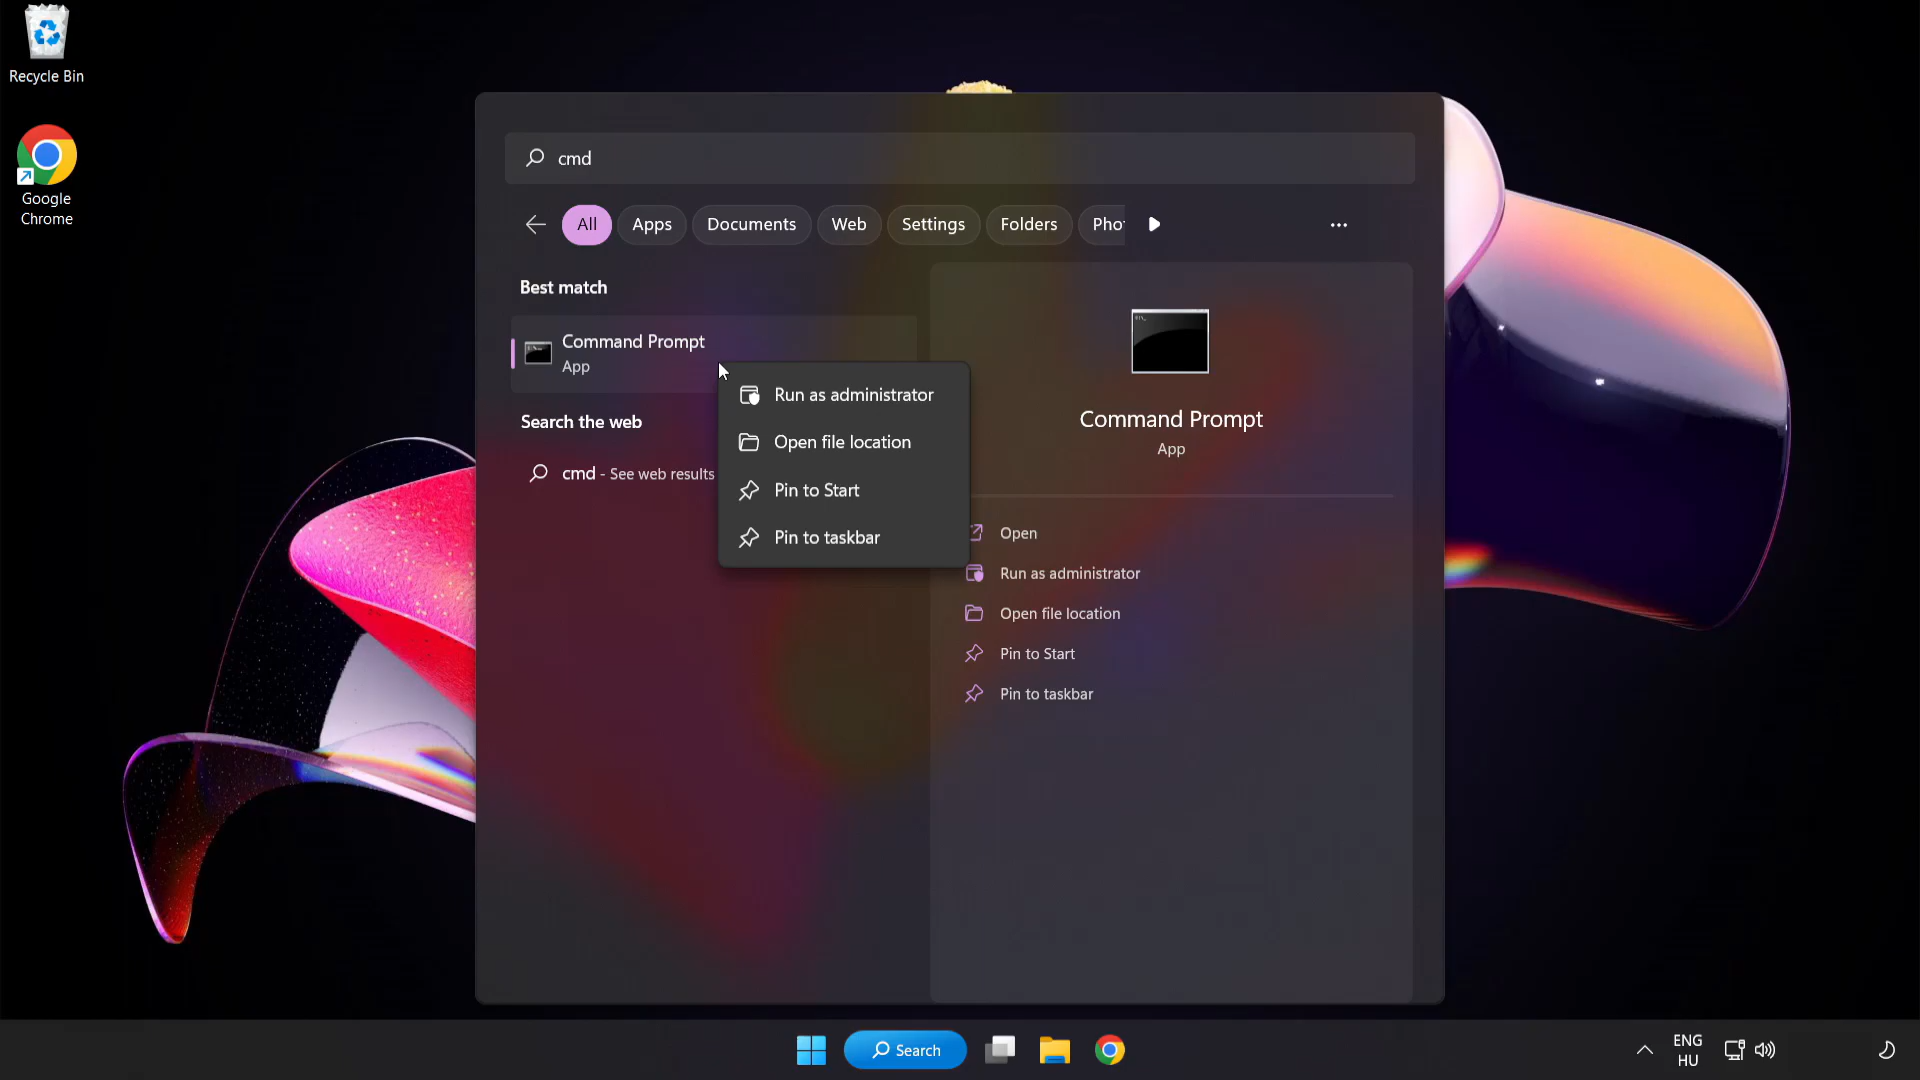 Recycle Bin
Google
Chrome
cmd
All
Apps
Documents
Web
Settings
Folders
Pho
Best match
Command Prompt
App
Search the web
cmd - See web results
Run as administrator
Open file location
Pin to Start
Pin to taskbar
Command Prompt
App
Open
Run as administrator
Open file location
Pin to Start
Pin to taskbar
Search
ENG
HU